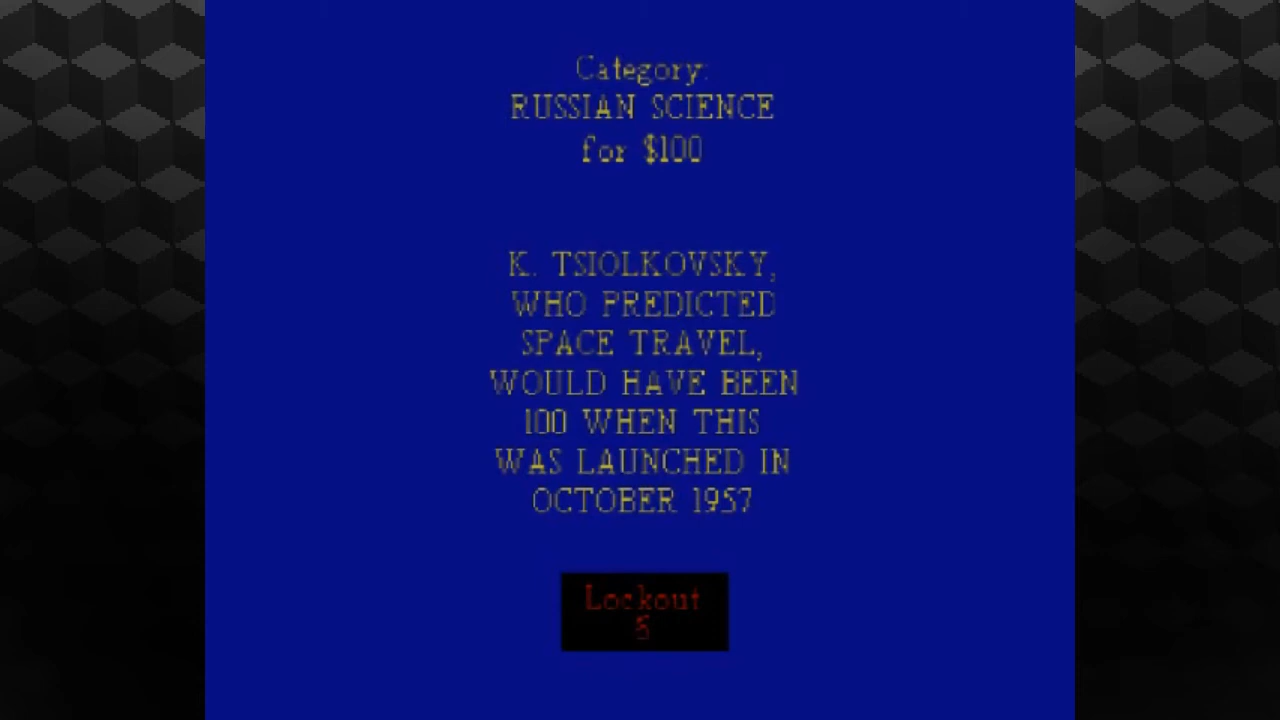 Category:
RUSSIAN SCIENCE
for $100
K. TSIOLKOVSKY,
WHO PREDICTED
SPACE TRAVEL,
WOULD HAVE BEEN
100 WHEN THIS
WAS LAUNCHED IN
OCTOBER 1957
Lockout
5